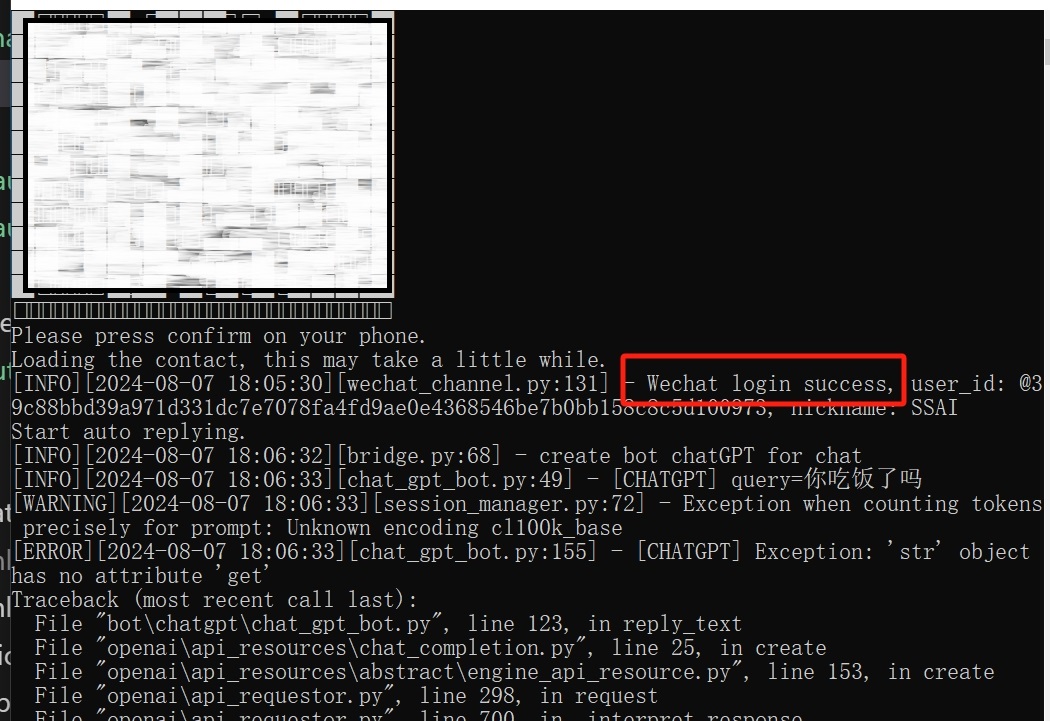 Please press confirm on your phone.
Loading the contact, this may take a little while.
[INFO][2024-08-07 18:05:30][wechat_channel.py:131] - Wechat login success, user_id: @3
9c88bbd39a971d331dc7e7078fa4fd9ae0e4368546be7b0bb158c8c5d100973, nickname: SSAI
Start auto replying.
[INFO][2024-08-07 18:06:32][bridge.py:68] - create bot chatGPT for chat
[INFO][2024-08-07 18:06:33][chat_gpt_bot.py:49] - [CHATGPT] query=你吃饭了吗
[WARNING][2024-08-07 18:06:33][session_manager.py:72] - Exception when counting tokens
precisely for prompt: Unknown encoding cl100k_base
[ERROR][2024-08-07 18:06:33][chat_gpt_bot.py:155] - [CHATGPT] Exception: 'str' object
has no attribute 'get'
Traceback (most recent call last):
File "bot\chatgpt\chat_gpt_bot.py", line 123, in reply_text
File "openai\api_resources\chat_completion.py", line 25, in create
File "openai\api_resources\abstract\engine_api_resource.py", line 153, in create
File "openai\api_requestor.py", line 298, in request
File "openai\api_requestor.py", line 700, in _interpret_response